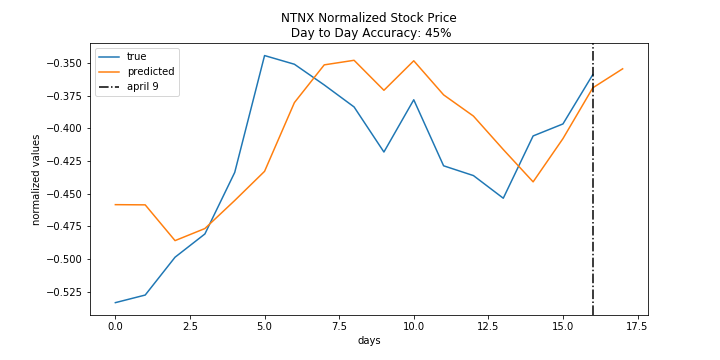 NTNX Normalized Stock Price
Day to Day Accuracy: 45%
true
predicted
april 9
normalized values
−0.350
−0.375
−0.400
−0.425
−0.450
−0.475
−0.500
−0.525
0.0 2.5 5.0 7.5 10.0 12.5 15.0 17.5
days